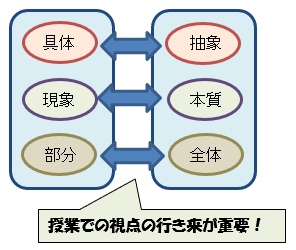 具体 抽象
現象 本質
部分 全体
授業での視点の行き来が重要！